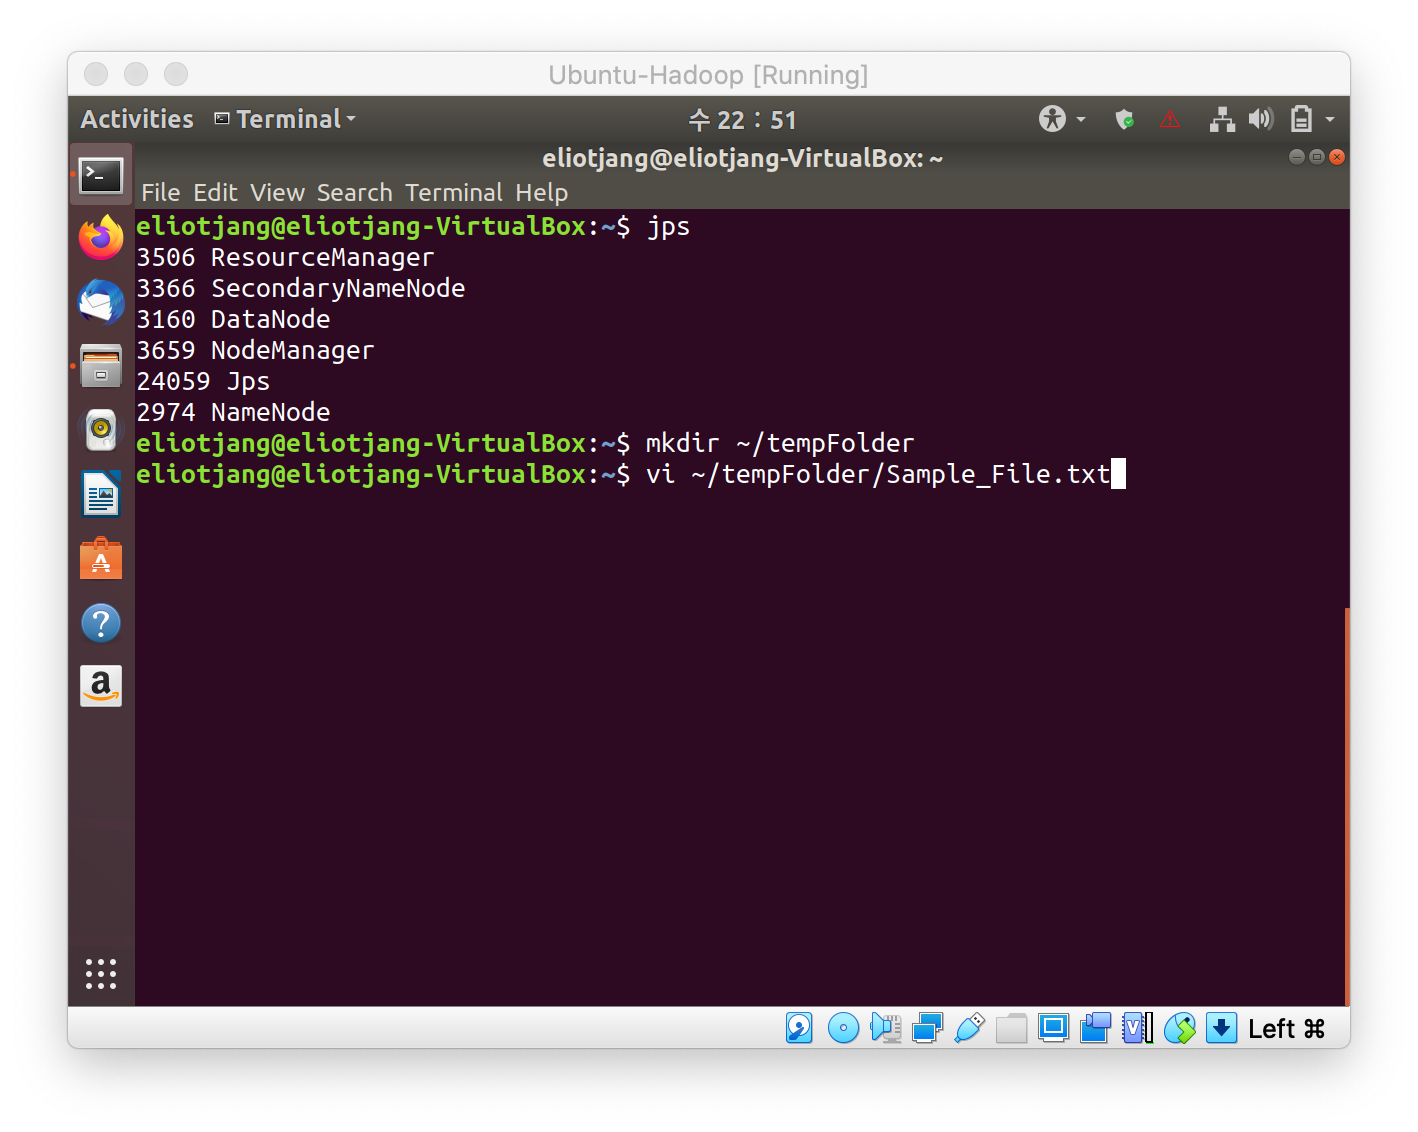 Ubuntu-Hadoop [Running]
Activities Terminal 수 22 : 51
eliotjang@eliotjang-VirtualBox: ~
File Edit View Search Terminal Help
eliotjang@eliotjang-VirtualBox:~$ jps
3506 ResourceManager
3366 SecondaryNameNode
3160 DataNode
3659 NodeManager
24059 Jps
2974 NameNode
eliotjang@eliotjang-VirtualBox:~$ mkdir ~/tempFolder
eliotjang@eliotjang-VirtualBox:~$ vi ~/tempFolder/Sample_File.txt
Left ⌘